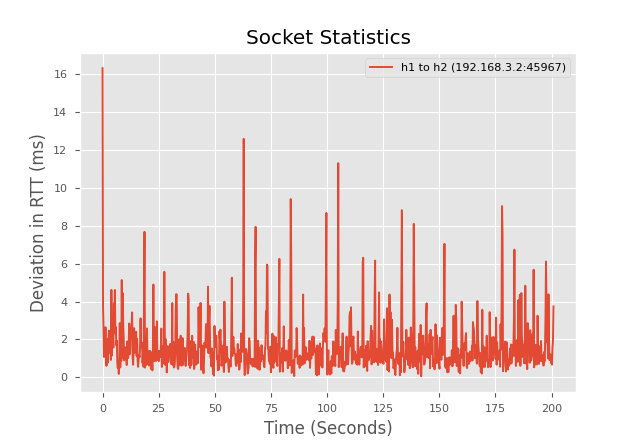 Socket Statistics
h1 to h2 (192.168.3.2:45967)
Deviation in RTT (ms)
16
14
12
10
8
6
4
2
0
0 25 50 75 100 125 150 175 200
Time (Seconds)